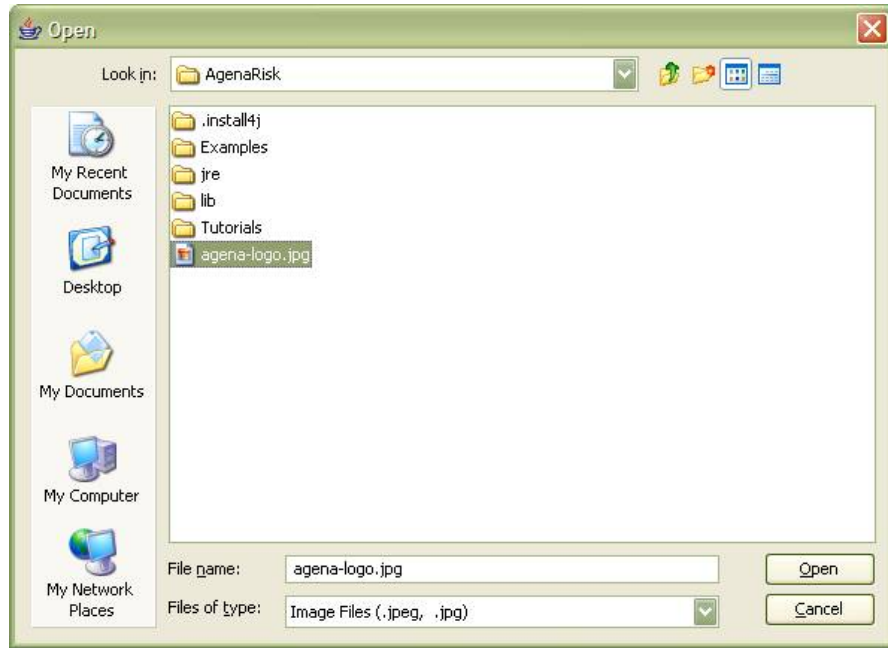 Open
Look in:
AgenaRisk
My Recent
Documents
Desktop
My Documents
My Computer
My Network
Places
.install4j
Examples
jre
lib
Tutorials
agena-logo.jpg
File name:
agena-logo.jpg
Open
Files of type:
Image Files (.jpeg, .jpg)
Cancel